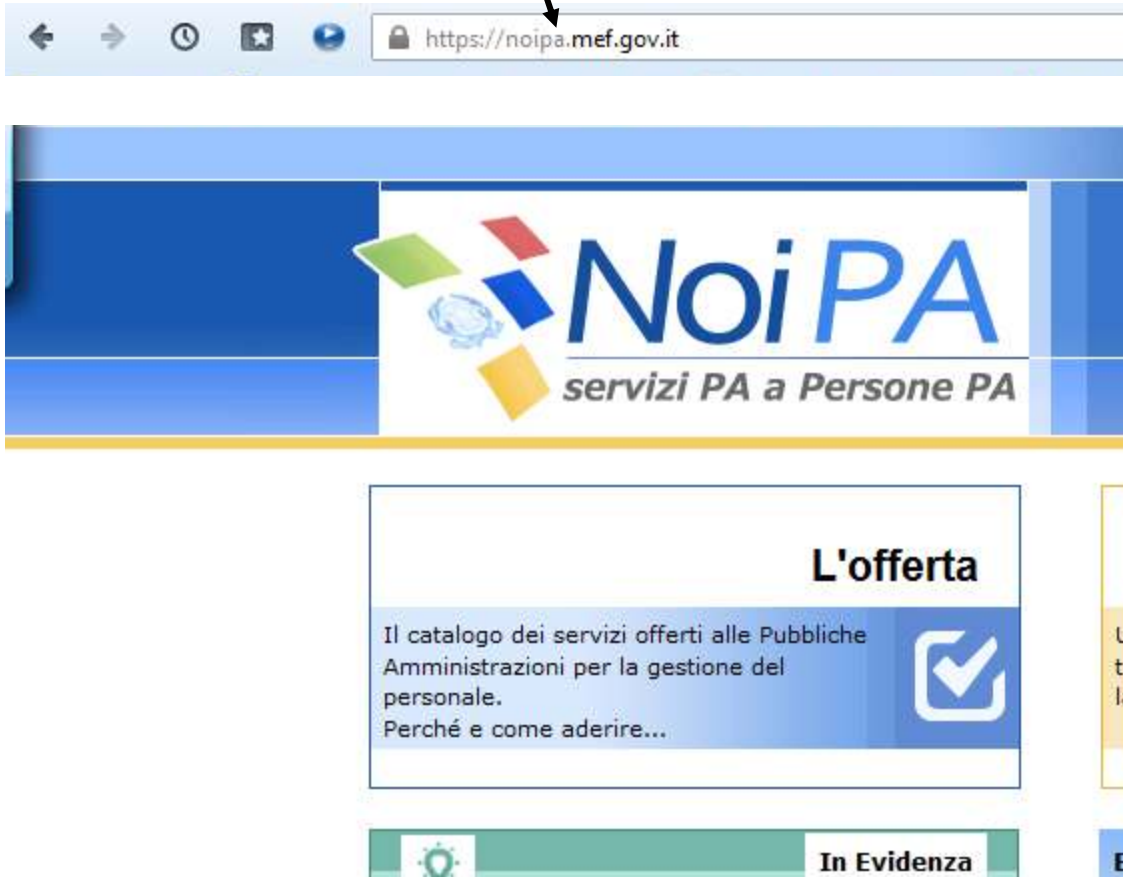 https://noipa.mef.gov.it
NoiPA
servizi PA a Persone PA
L'offerta
Il catalogo dei servizi offerti alle Pubbliche
Amministrazioni per la gestione del
personale.
Perché e come aderire...
In Evidenza